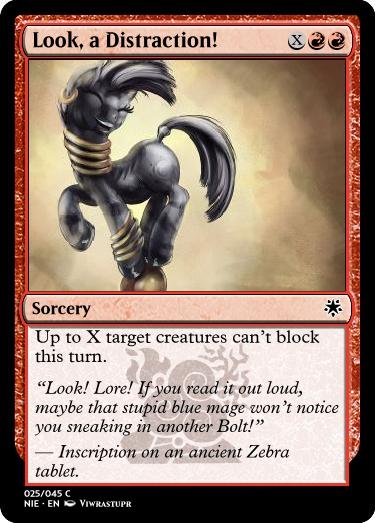 Look, a Distraction! X
Sorcery
Up to X target creatures can't block
this turn.
“Look! Lore! If you read it out loud,
maybe that stupid blue mage won't notice
you sneaking in another Bolt!”
— Inscription on an ancient Zebra
tablet.
025/045 C
NIE • EN VIWRASTUPR